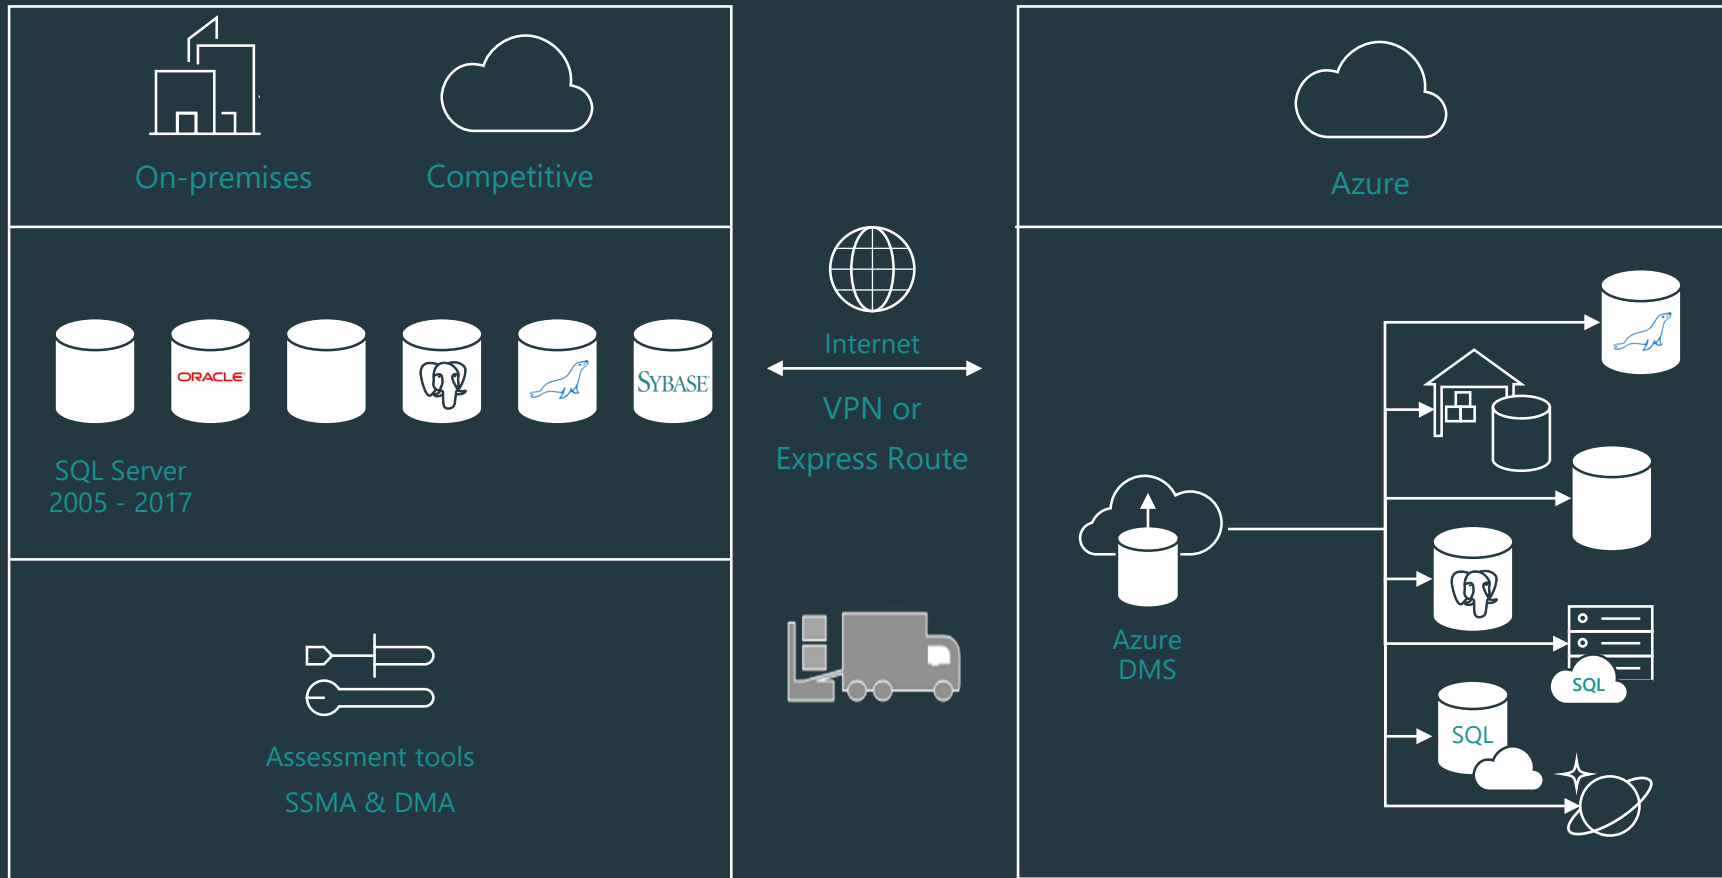 On-premises
Competitive
Azure
ORACLE
SYBASE
SQL Server
2005 - 2017
Internet
VPN or
Express Route
Assessment tools
SSMA & DMA
Azure
DMS
SQL
SQL